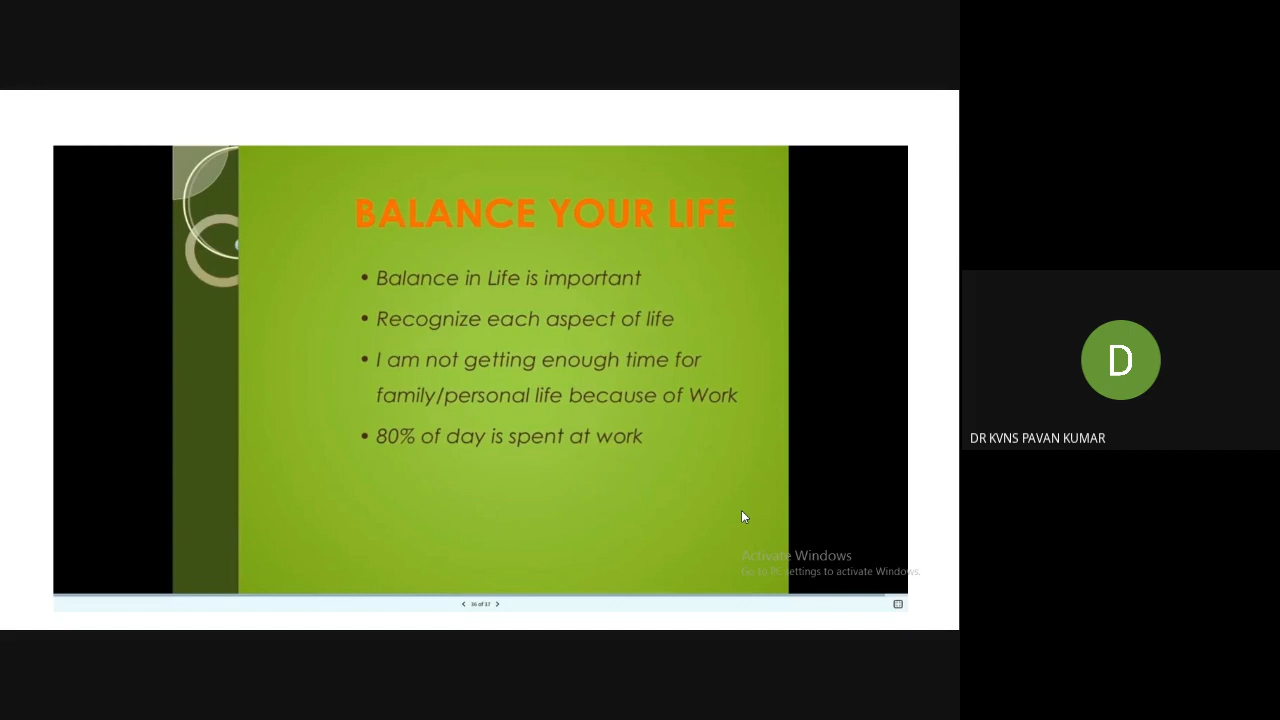 BALANCE YOUR LIFE
• Balance in Life is important
• Recognize each aspect of life
• I am not getting enough time for
family/personal life because of Work
• 80% of day is spent at work
Activate Windows
Go to PC settings to activate Windows.
36 of 37
D
DR KVNS PAVAN KUMAR